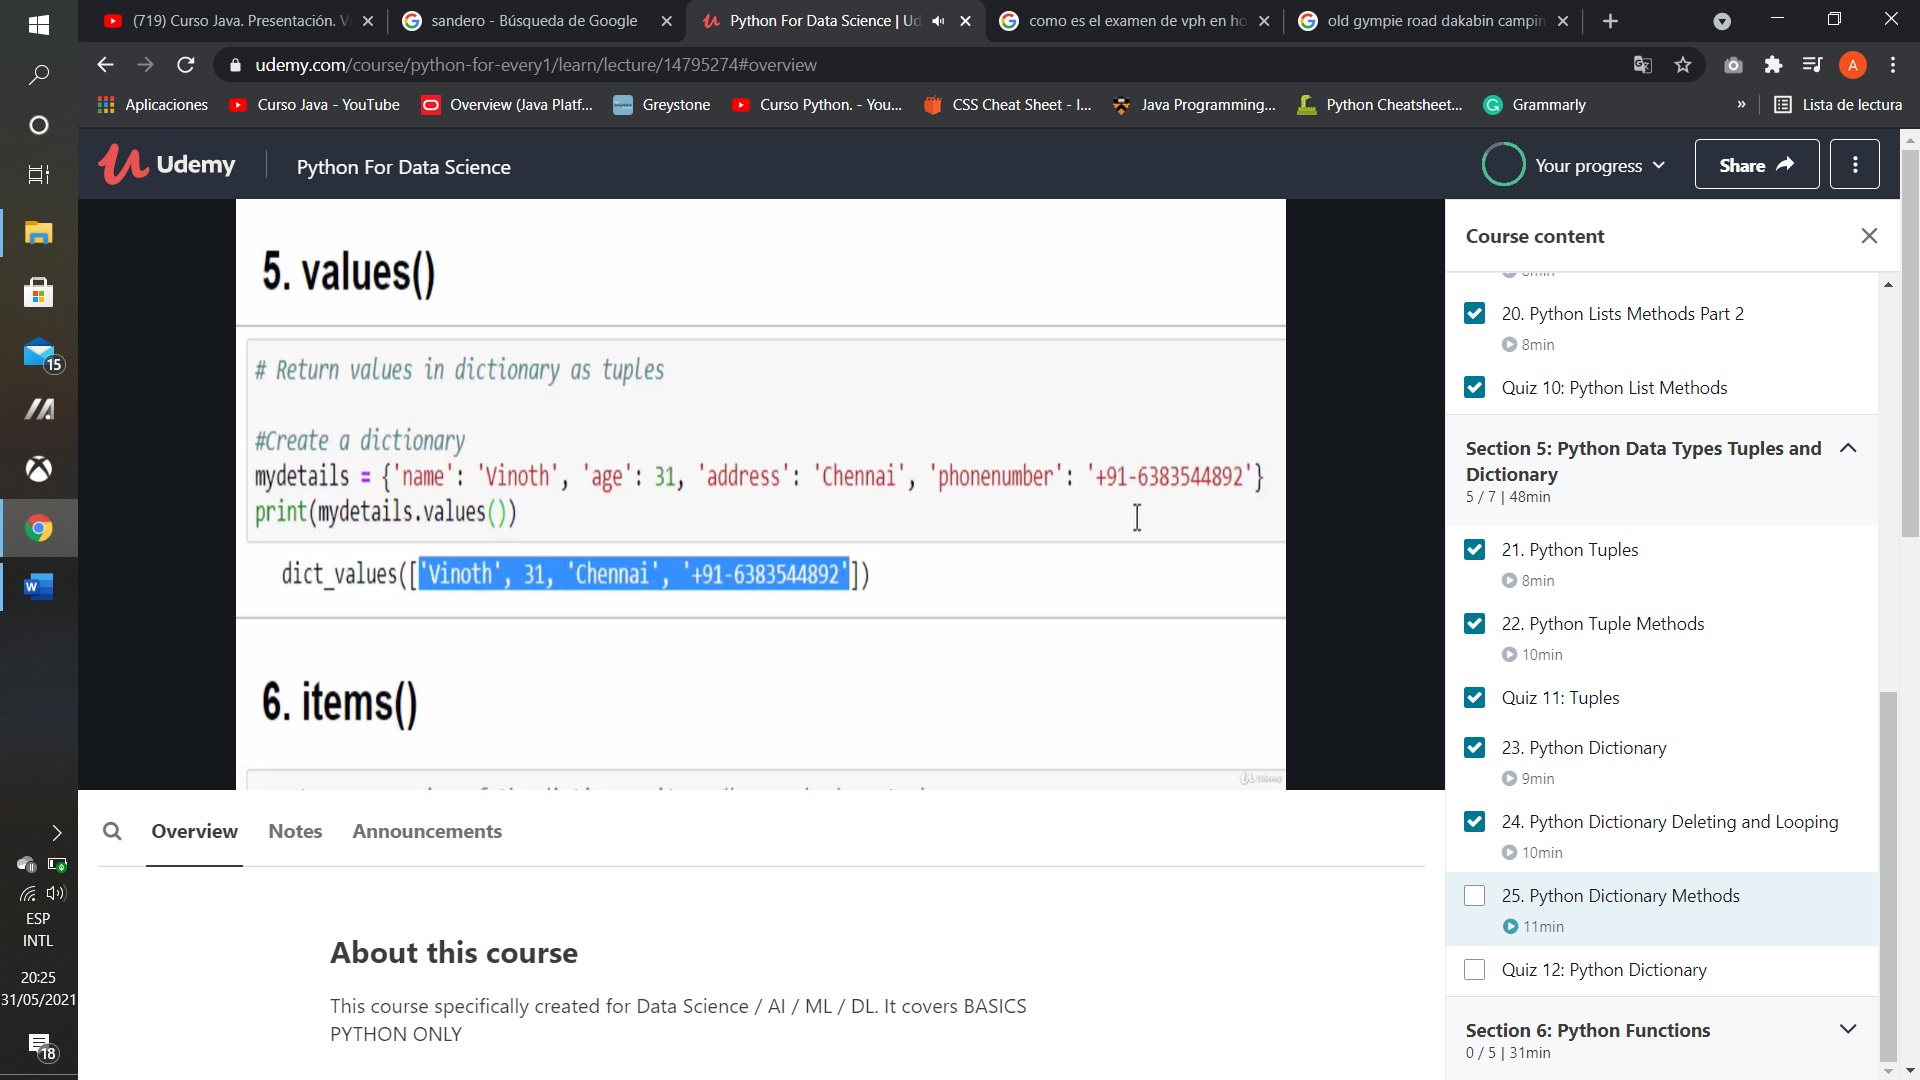 (719) Curso Java. Presentación. V
sandero - Búsqueda de Google
Python For Data Science | Ud
como es el examen de vph en ho
old gympie road dakabin campin
udemy.com/course/python-for-every1/learn/lecture/14795274#overview
A
Aplicaciones
Curso Java - YouTube
Overview (Java Platf...
Greystone
Curso Python. - You...
CSS Cheat Sheet - I...
Java Programming...
Python Cheatsheet...
Grammarly
»
Lista de lectura
Udemy
Python For Data Science
Your progress
Share
5. values()
# Return values in dictionary as tuples
#Create a dictionary
mydetails = {'name': 'Vinoth', 'age': 31, 'address': 'Chennai', 'phonenumber': '+91-6383544892'}
print(mydetails.values())
dict_values(['Vinoth', 31, 'Chennai', '+91-6383544892'])
6. items()
Udemy
Overview
Notes
Announcements
About this course
This course specifically created for Data Science / AI / ML / DL. It covers BASICS
PYTHON ONLY
Course content
20. Python Lists Methods Part 2
8min
Quiz 10: Python List Methods
Section 5: Python Data Types Tuples and
Dictionary
5 / 7 | 48min
21. Python Tuples
8min
22. Python Tuple Methods
10min
Quiz 11: Tuples
23. Python Dictionary
9min
24. Python Dictionary Deleting and Looping
10min
25. Python Dictionary Methods
11min
Quiz 12: Python Dictionary
Section 6: Python Functions
0 / 5 | 31min
15
W
ESP
INTL
20:25
31/05/2021
18